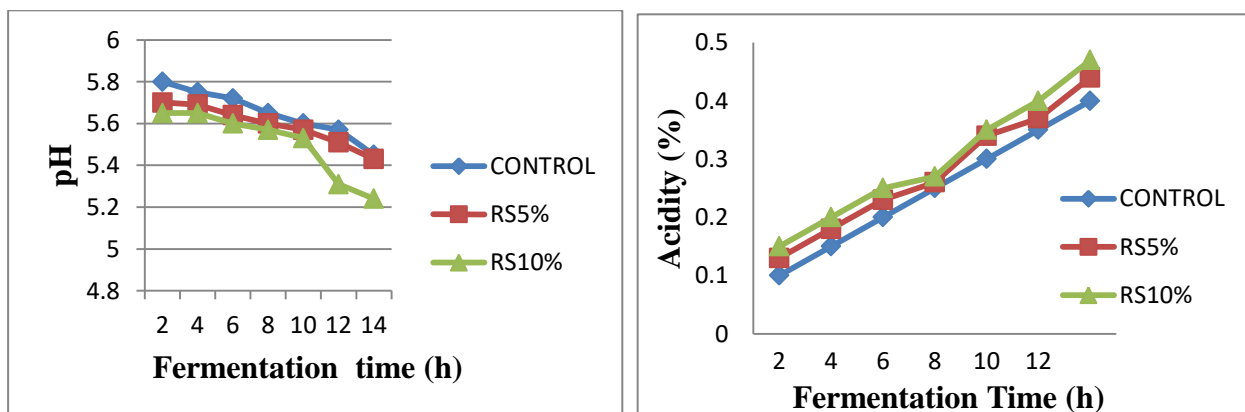 6
5.8
5.6
5.4
5.2
5
4.8
pH
2 4 6 8 10 12 14
Fermentation time (h)
CONTROL
RS5%
RS10%
0.5
0.4
0.3
0.2
0.1
0
Acidity (%)
2 4 6 8 10 12
Fermentation Time (h)
CONTROL
RS5%
RS10%